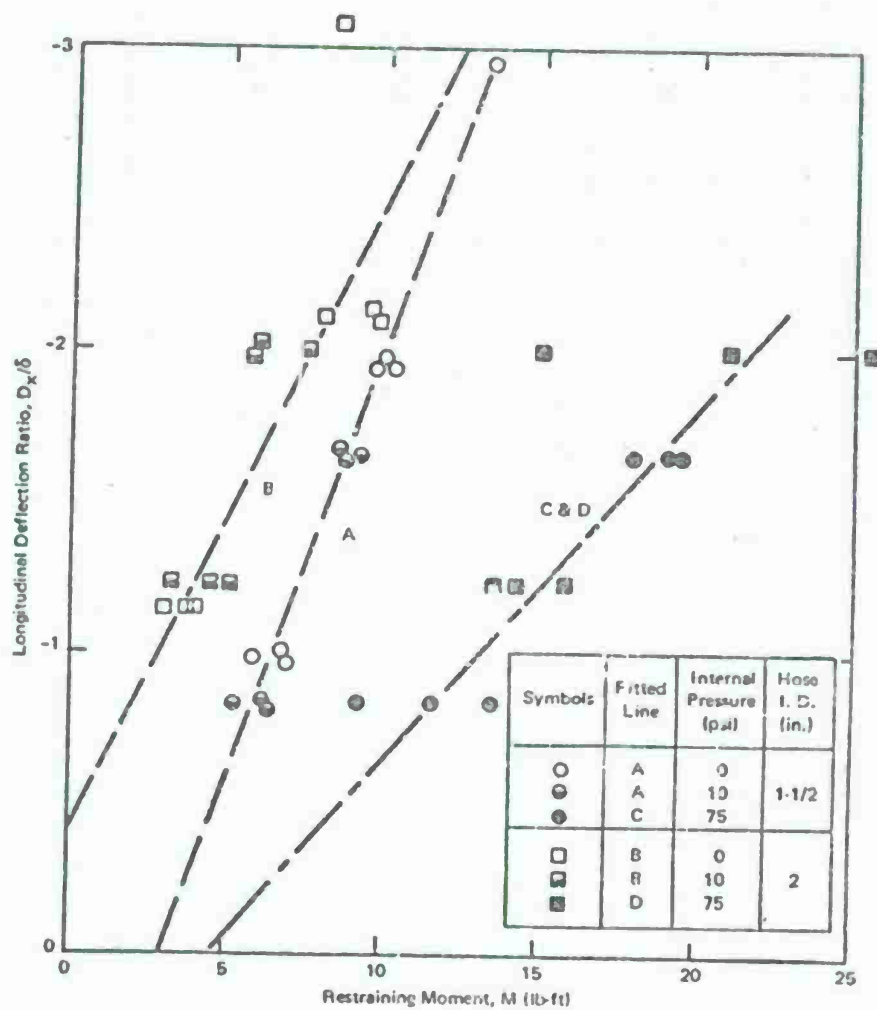 -3
-2
-1
0
Longitudinal Deflection Ratio, Dx/δ
B
A
C & D
Symbols Fitted Line Internal Pressure (psi) Hose I. D. (in.)
A 0
A 10 1-1/2
C 75
B 0
B 10 2
D 75
0 5 10 15 20 25
Restraining Moment, M (lb-ft)